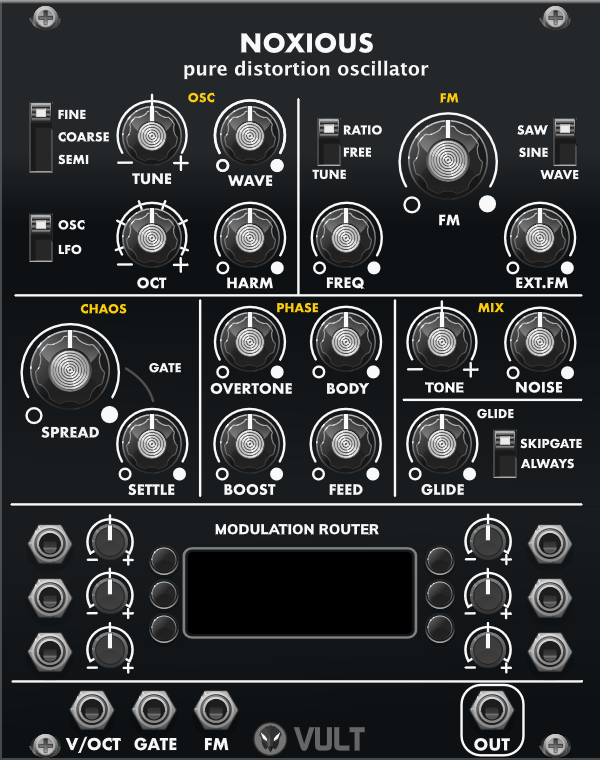 NOXIOUS
pure distortion oscillator
OSC
FINE
COARSE
SEMI
TUNE
WAVE
OSC
LFO
OCT
HARM
FM
RATIO
FREE
TUNE
SAW
SINE
WAVE
FM
FREQ
EXT.FM
CHAOS
GATE
SPREAD
SETTLE
PHASE
OVERTONE
BODY
BOOST
FEED
MIX
TONE
NOISE
GLIDE
SKIPGATE
ALWAYS
GLIDE
MODULATION ROUTER
V/OCT
GATE
FM
VULT
OUT